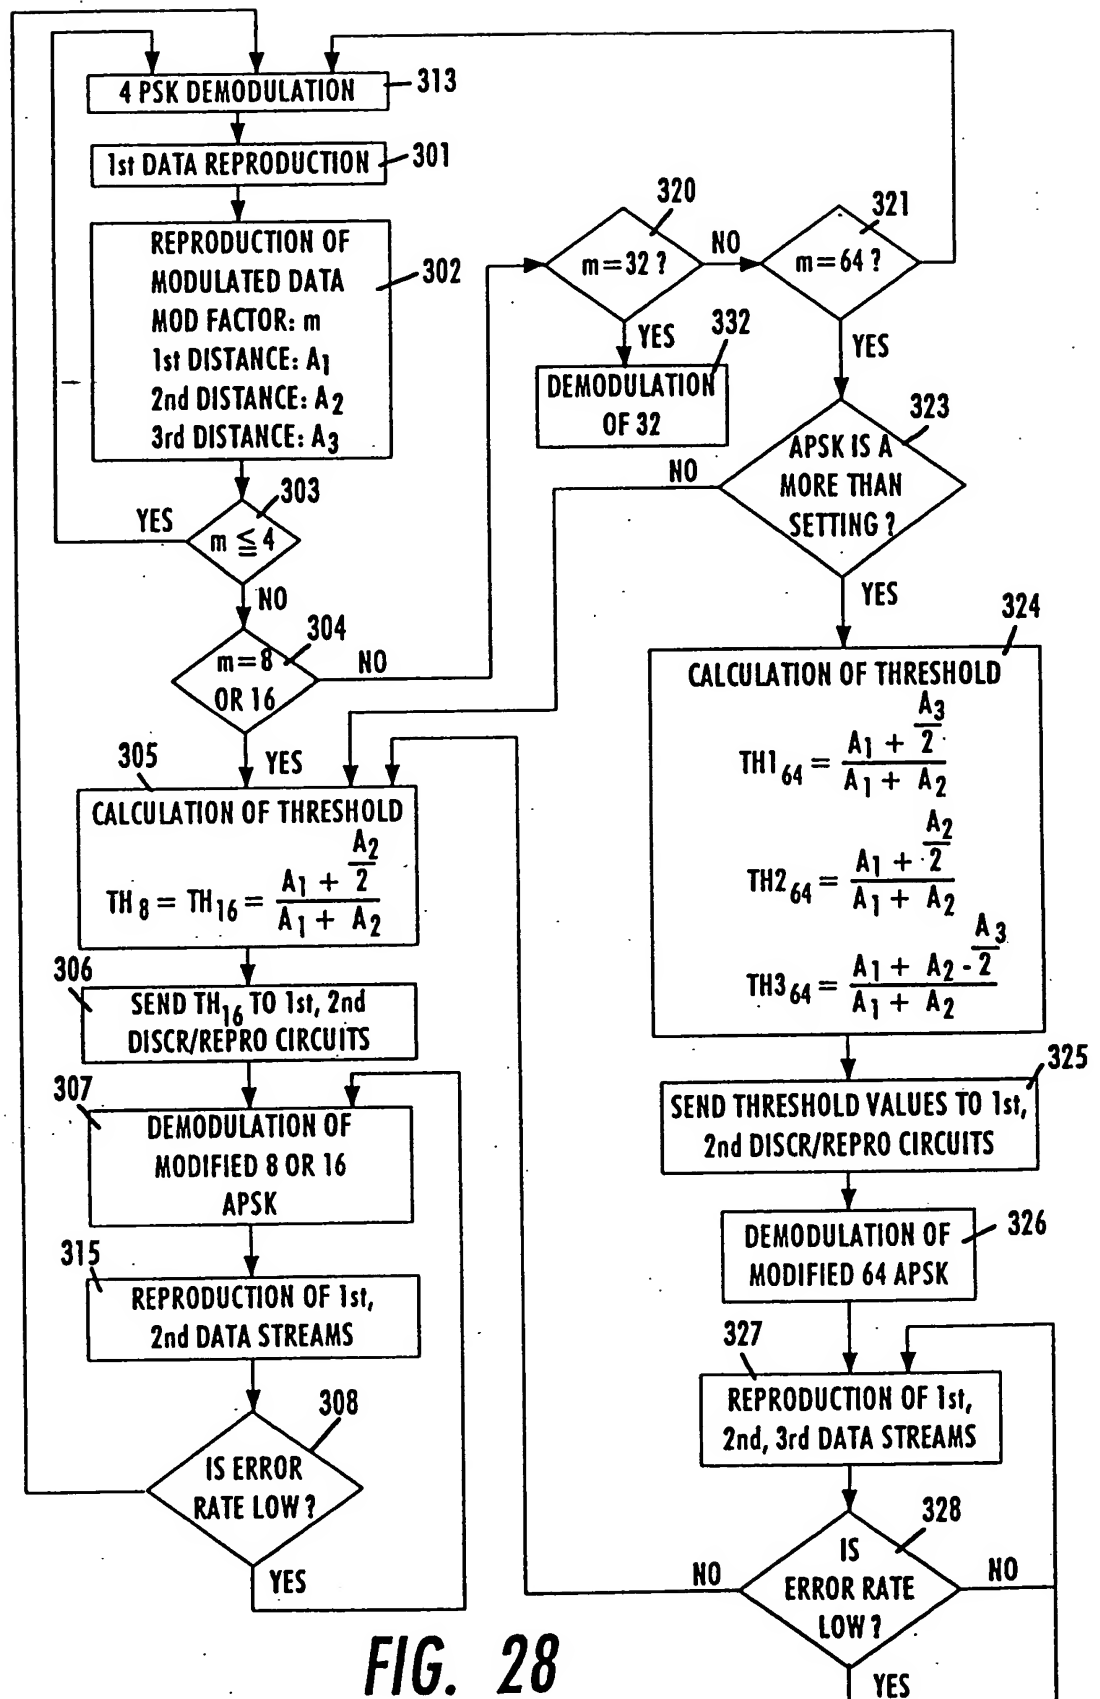 4 PSK DEMODULATION
313
1st DATA REPRODUCTION
301
REPRODUCTION OF
MODULATED DATA
MOD FACTOR: m
1st DISTANCE: A1
2nd DISTANCE: A2
3rd DISTANCE: A3
302
303
YES
m ≦ 4
NO
304
m=8
OR 16
NO
YES
305
CALCULATION OF THRESHOLD
TH8 = TH16 = (A1 + A2/2)/(A1 + A2)
306
SEND TH16 TO 1st, 2nd
DISCR/REPRO CIRCUITS
307
DEMODULATION OF
MODIFIED 8 OR 16
APSK
315
REPRODUCTION OF 1st,
2nd DATA STREAMS
308
IS ERROR
RATE LOW ?
YES
320
m=32 ?
NO
321
m=64 ?
YES
332
DEMODULATION
OF 32
YES
323
APSK IS A
MORE THAN
SETTING ?
NO
YES
324
CALCULATION OF THRESHOLD
TH1 64 = (A1 + A3/2)/(A1 + A2)
TH2 64 = (A1 + A2/2)/(A1 + A2)
TH3 64 = (A1 + A2 - A3/2)/(A1 + A2)
325
SEND THRESHOLD VALUES TO 1st,
2nd DISCR/REPRO CIRCUITS
326
DEMODULATION OF
MODIFIED 64 APSK
327
REPRODUCTION OF 1st,
2nd, 3rd DATA STREAMS
328
IS
ERROR RATE
LOW ?
NO
NO
YES
FIG. 28